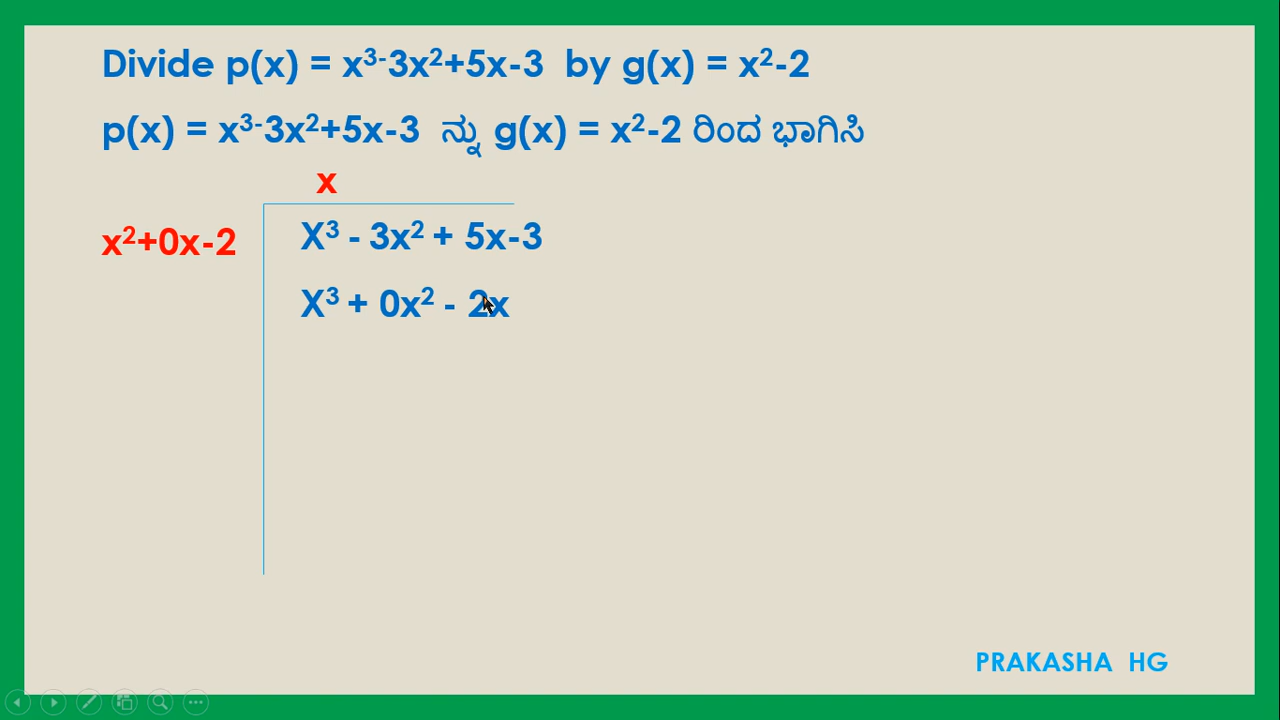 Divide p(x) = x³⁻3x²+5x-3 by g(x) = x²-2
p(x) = x³⁻3x²+5x-3 ನ್ನು g(x) = x²-2 ರಿಂದ ಭಾಗಿಸಿ
x
x²+0x-2
X³ - 3x² + 5x-3
X³ + 0x² - 2x
PRAKASHA HG